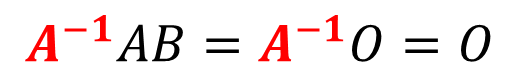 A⁻¹AB = A⁻¹O = O